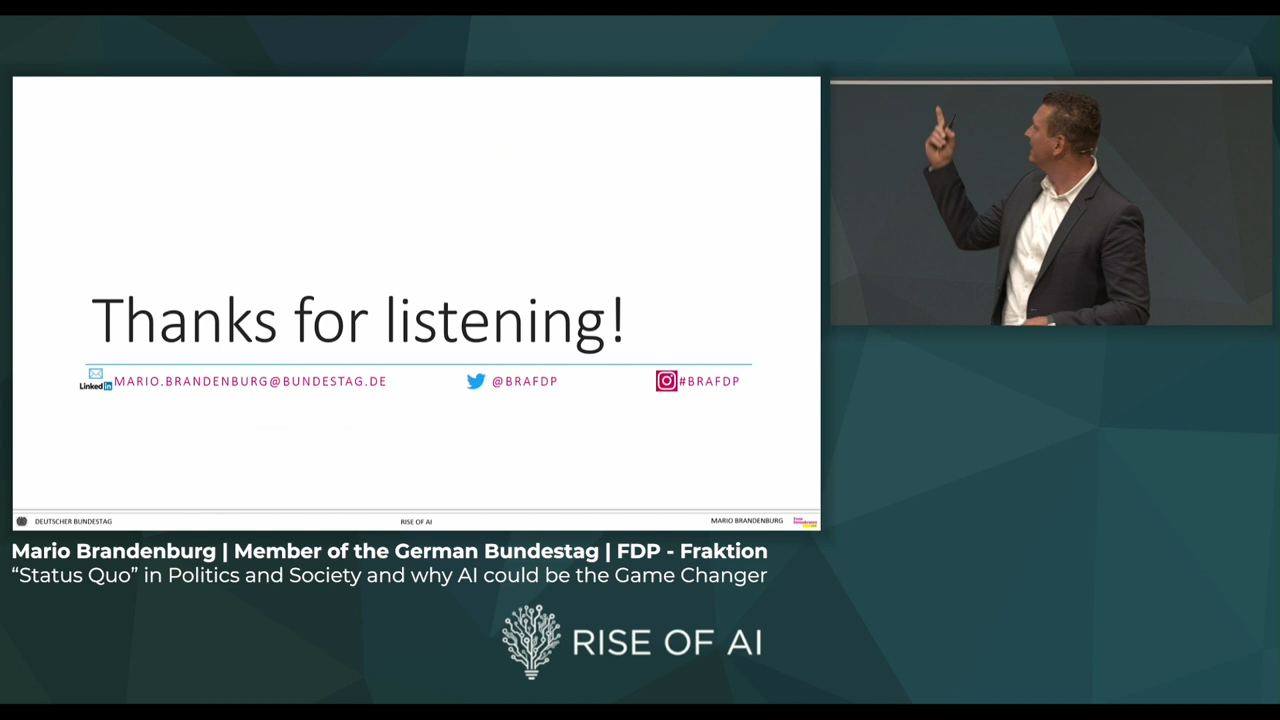 Thanks for listening!
Linked in MARIO.BRANDENBURG@BUNDESTAG.DE @BRAFDP #BRAFDP
DEUTSCHER BUNDESTAG RISE OF AI MARIO BRANDENBURG
Freie
Demokraten
Mario Brandenburg | Member of the German Bundestag | FDP - Fraktion
“Status Quo” in Politics and Society and why AI could be the Game Changer
RISE OF AI